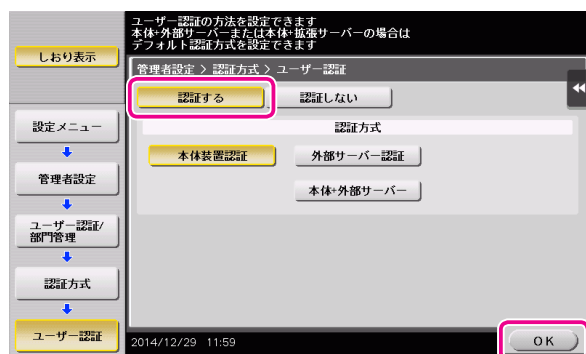 ユーザー認証の方法を設定できます
本体+外部サーバーまたは本体+拡張サーバーの場合は
デフォルト認証方式を設定できます
しおり表示
管理者設定 > 認証方式 > ユーザー認証
認証する
認証しない
認証方式
本体装置認証
外部サーバー認証
本体+外部サーバー
設定メニュー
管理者設定
ユーザー認証/
部門管理
認証方式
ユーザー認証
2014/12/29 11:59
OK